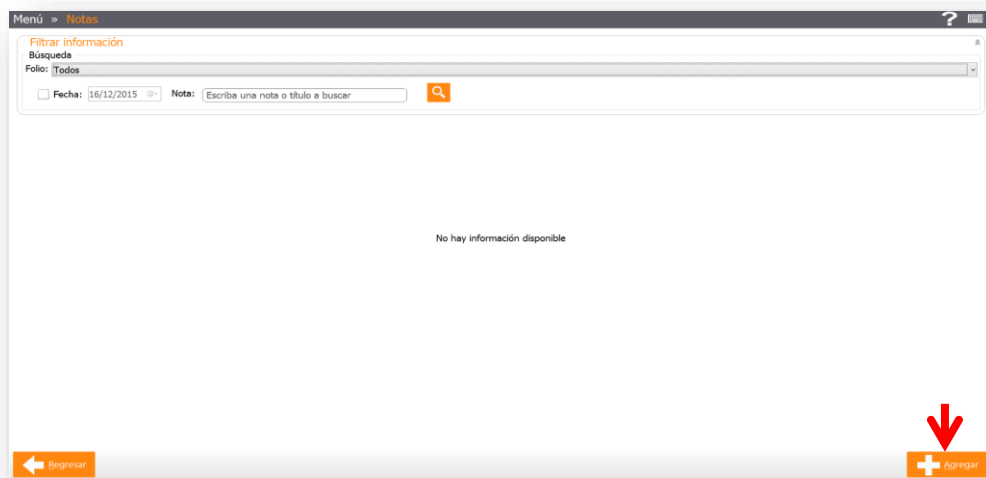 Menú » Notas ?
Filtrar información
Búsqueda
Folio: Todos
Fecha: 16/12/2015 Nota: Escriba una nota o título a buscar
No hay información disponible
Regresar Agregar